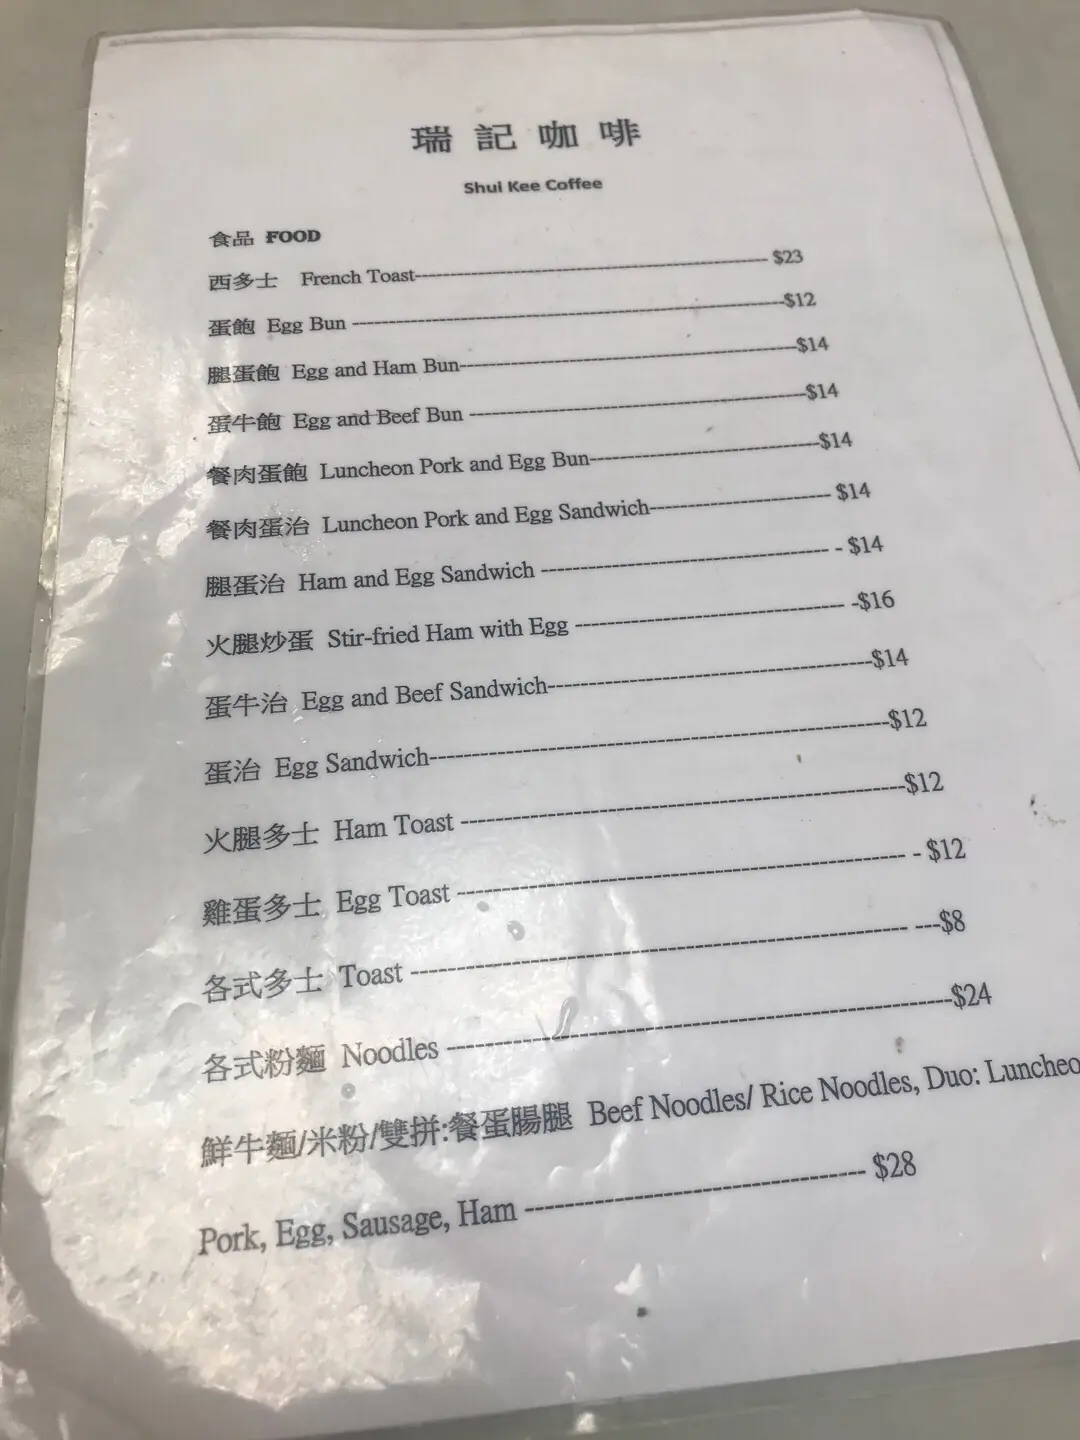 瑞記咖啡
Shui Kee Coffee
食品 FOOD
西多士 French Toast---------------------------------------------------------- $23
蛋飽 Egg Bun ----------------------------------------------------------------------$12
腿蛋飽 Egg and Ham Bun-------------------------------------------------------$14
蛋牛飽 Egg and Beef Bun ------------------------------------------------------$14
餐肉蛋飽 Luncheon Pork and Egg Bun-------------------------------------$14
餐肉蛋治 Luncheon Pork and Egg Sandwich----------------------------- $14
腿蛋治 Ham and Egg Sandwich --------------------------------------------- - $14
火腿炒蛋 Stir-fried Ham with Egg ------------------------------------------ -$16
蛋牛治 Egg and Beef Sandwich-------------------------------------------------$14
蛋治 Egg Sandwich----------------------------------------------------------------$12
火腿多士 Ham Toast --------------------------------------------------------------$12
雞蛋多士 Egg Toast ------------------------------------------------------------- - $12
各式多士 Toast ----------------------------------------------------------------- ---$8
各式粉麵 Noodles ------------------------------------------------------------------$24
鮮牛麵/米粉/雙拼:餐蛋腸腿 Beef Noodles/ Rice Noodles, Duo: Luncheo
Pork, Egg, Sausage, Ham --------------------------------------------- $28